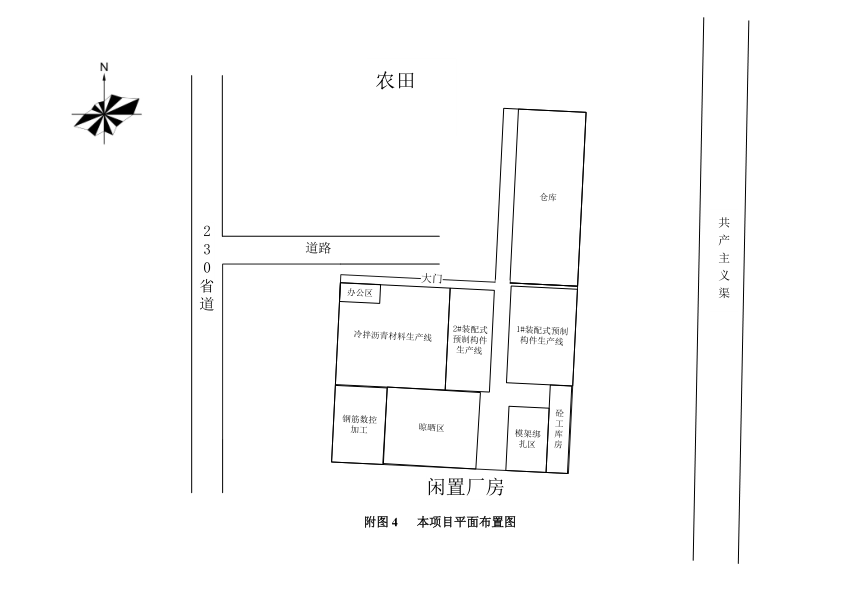 N
农田
仓库
230省道
共产主义渠
道路
大门
办公区
冷拌沥青材料生产线
2#装配式
预制构件
生产线
1#装配式预制
构件生产线
钢筋数控
加工
晾晒区
模架绑
扎区
砼工库房
闲置厂房
附图 4 本项目平面布置图